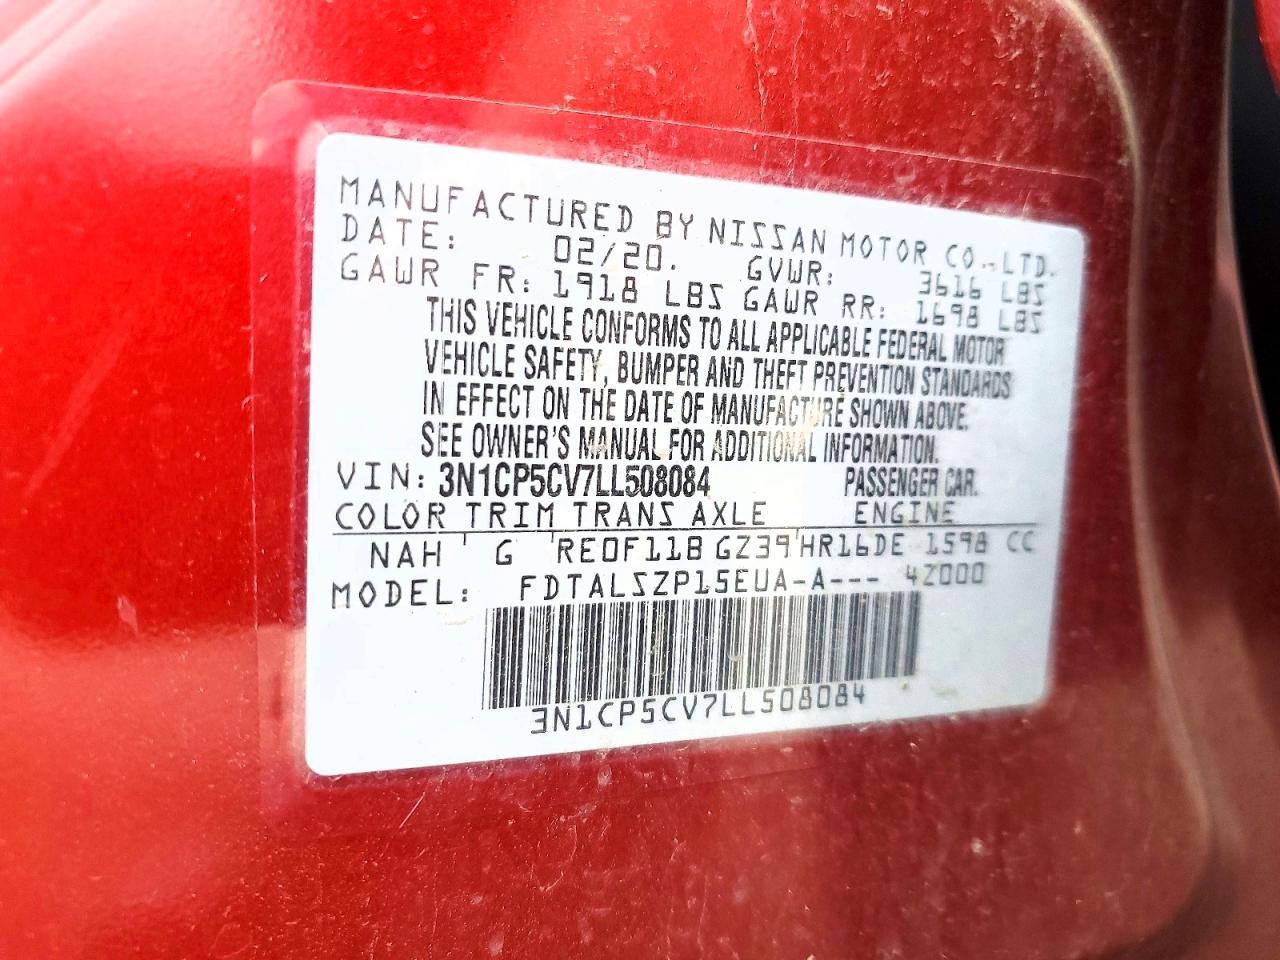 MANUFACTURED BY NISSAN MOTOR CO.,LTD.
DATE: 02/20. GVWR: 3616 LBS
GAWR FR: 1918 LBS GAWR RR: 1698 LBS
THIS VEHICLE CONFORMS TO ALL APPLICABLE FEDERAL MOTOR
VEHICLE SAFETY, BUMPER AND THEFT PREVENTION STANDARDS
IN EFFECT ON THE DATE OF MANUFACTURE SHOWN ABOVE.
SEE OWNER'S MANUAL FOR ADDITIONAL INFORMATION.
VIN: 3N1CP5CV7LL508084 PASSENGER CAR.
COLOR TRIM TRANS AXLE ENGINE
NAH G RE0F11B GZ39 HR16DE 1598 CC
MODEL: FDTALSZP15EUA-A--- 4Z000
3N1CP5CV7LL508084